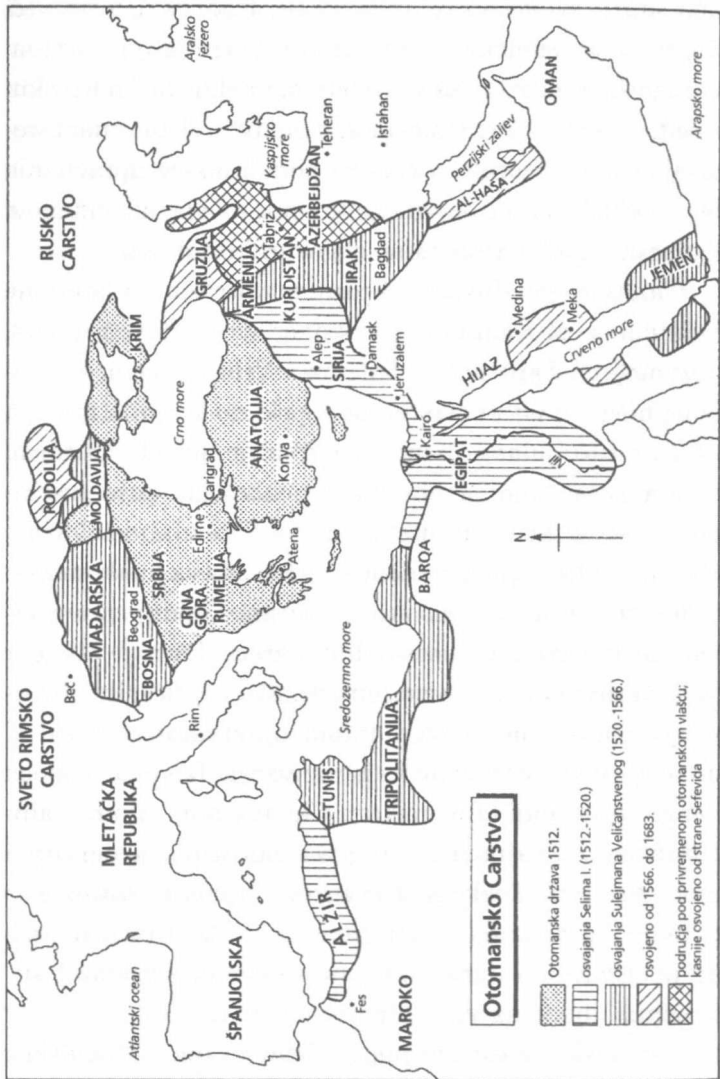 Aralsko
jezero
RUSKO
CARSTVO
Kaspijsko
more
Teheran
Isfahan
OMAN
Arapsko more
Perzijski zaljev
AL-HASA
GRUZIJA
ARMENIJA
Tabriz
AZERBEJDŽAN
KURDISTAN
IRAK
Bagdad
KRIM
Crno more
PODOLIJA
MOLDAVIJA
ANATOLIJA
Konya
Carigrad
Edirne
Alep
SIRIJA
Damask
Jeruzalem
HIJAZ
Medina
Meka
Crveno more
JEMEN
Kairo
EGIPAT
Nil
BARQA
N
SVETO RIMSKO
CARSTVO
Beč
MAĐARSKA
Beograd
BOSNA
SRBIJA
CRNA
GORA
RUMELIJA
Atena
MLETAČKA
REPUBLIKA
Rim
Sredozemno more
TUNIS
TRIPOLITANIJA
ALŽIR
Atlantski ocean
ŠPANJOLSKA
Fes
MAROKO
Otomansko Carstvo
Otomanska država 1512.
osvajanja Selima I. (1512.-1520.)
osvajanja Sulejmana Veličanstvenog (1520.-1566.)
osvojeno od 1566. do 1683.
područja pod privremenom otomanskom vlašću;
kasnije osvojeno od strane Sefevida